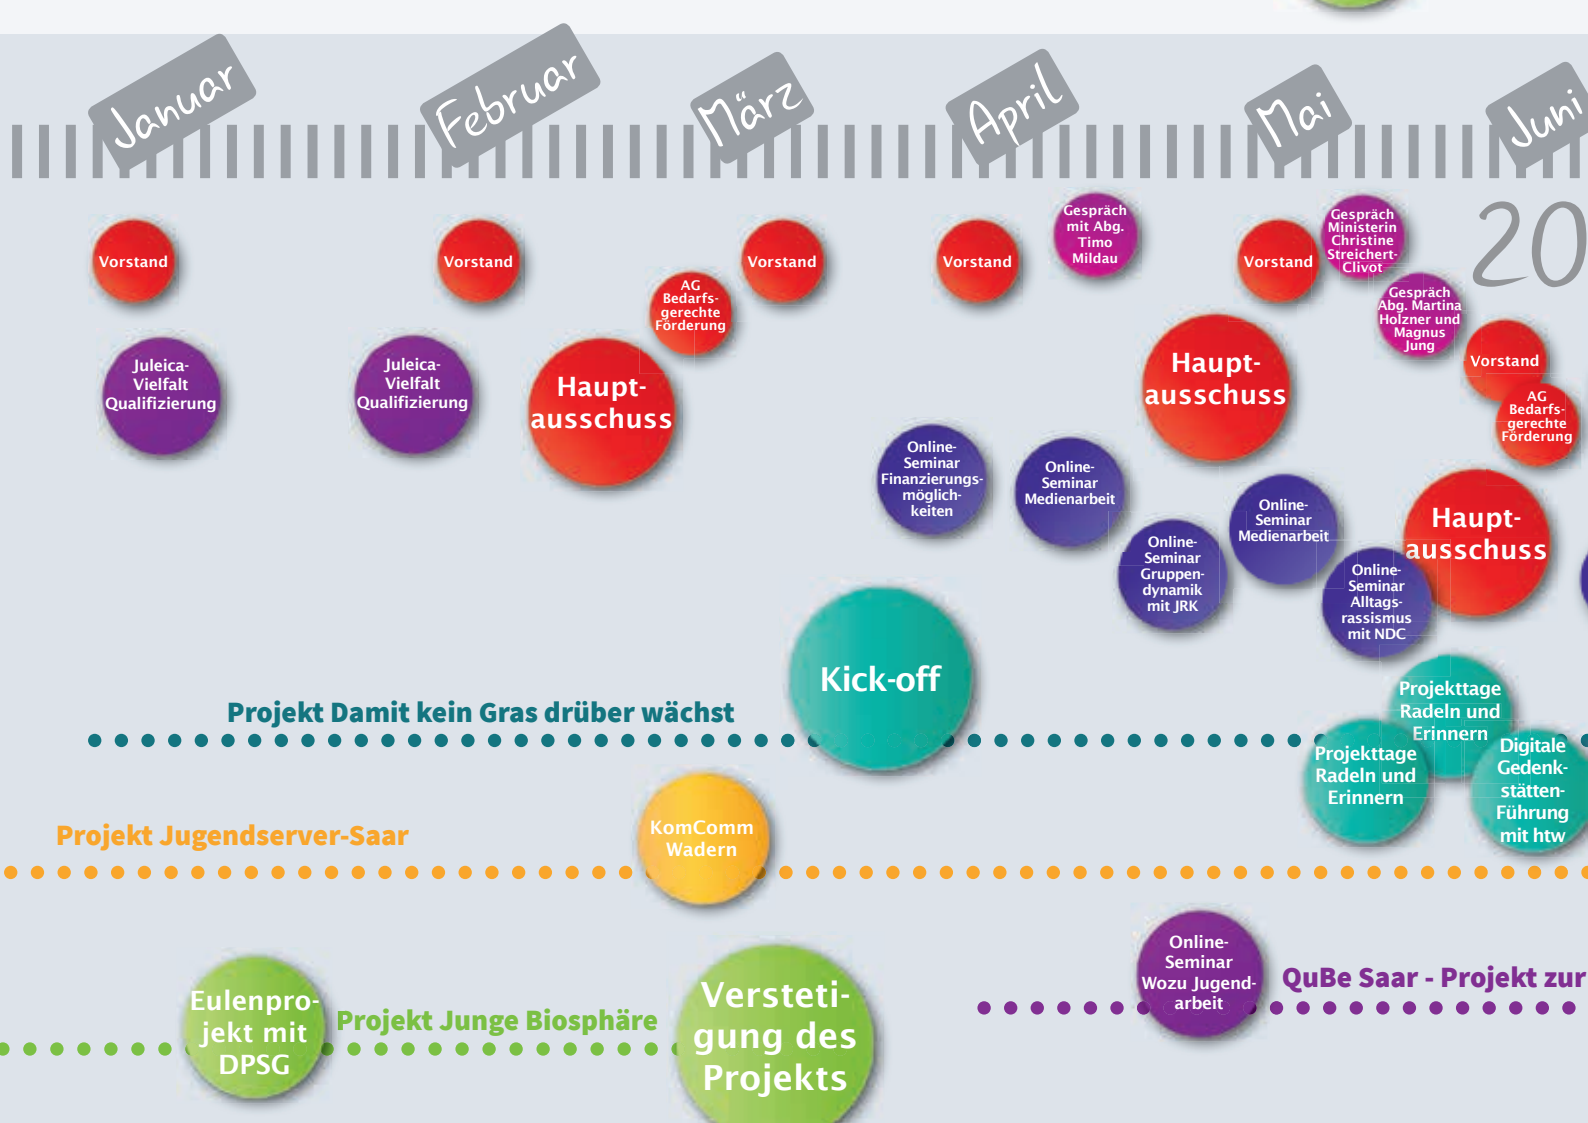 Januar
Februar
März
April
Mai
Juni
20
Vorstand
Vorstand
AG
Bedarfs-
gerechte
Förderung
Vorstand
Vorstand
Gespräch
mit Abg.
Timo
Mildau
Vorstand
Gespräch
Ministerin
Christine
Streichert-
Clivot
Gespräch
Abg. Martina
Holzner und
Magnus
Jung
Vorstand
AG
Bedarfs-
gerechte
Förderung
Juleica-
Vielfalt
Qualifizierung
Juleica-
Vielfalt
Qualifizierung
Haupt-
ausschuss
Haupt-
ausschuss
Haupt-
ausschuss
Online-
Seminar
Finanzierungs-
möglich-
keiten
Online-
Seminar
Medienarbeit
Online-
Seminar
Gruppen-
dynamik
mit JRK
Online-
Seminar
Medienarbeit
Online-
Seminar
Alltags-
rassismus
mit NDC
Kick-off
Projekt Damit kein Gras drüber wächst
Projekttage
Radeln und
Erinnern
Projekttage
Radeln und
Erinnern
Digitale
Gedenk-
stätten-
Führung
mit htw
Projekt Jugendserver-Saar
KomComm
Wadern
Online-
Seminar
Wozu Jugend-
arbeit
QuBe Saar - Projekt zur
Eulenpro-
jekt mit
DPSG
Projekt Junge Biosphäre
Versteti-
gung des
Projekts